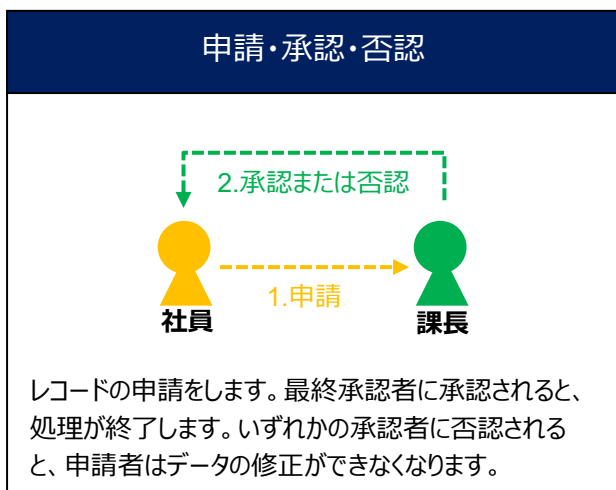 申請・承認・否認
2.承認または否認
1.申請
社員
課長
レコードの申請をします。最終承認者に承認されると、
処理が終了します。いずれかの承認者に否認される
と、申請者はデータの修正ができなくなります。